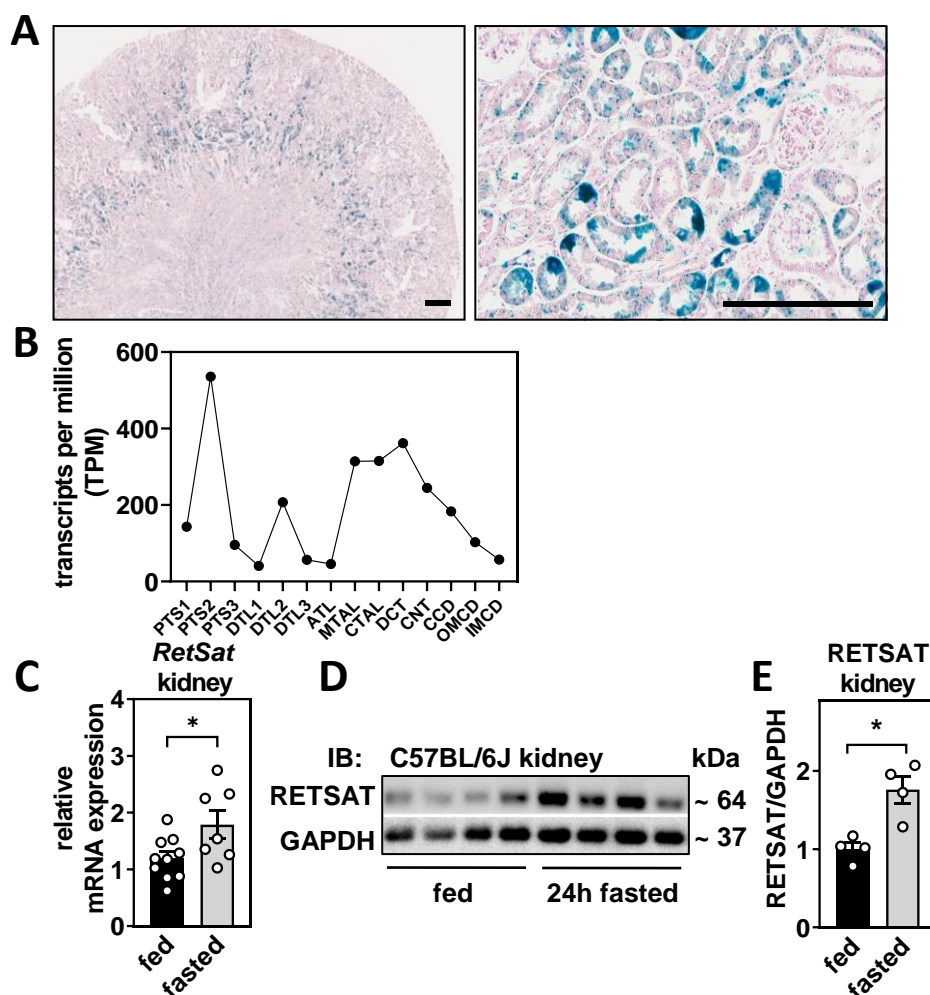 A
B
transcripts per million
(TPM)
600
400
200
0
PTS1
PTS2
PTS3
DTL1
DTL2
DTL3
ATL
MTAL
CTAL
DCT
CNT
CCD
OMCD
IMCD
C
RetSat
kidney
relative
mRNA expression
4
3
2
1
0
*
fed
fasted
D
IB: C57BL/6J kidney kDa
RETSAT ~ 64
GAPDH ~ 37
fed 24h fasted
E
RETSAT
kidney
RETSAT/GAPDH
2
1
0
*
fed
fasted